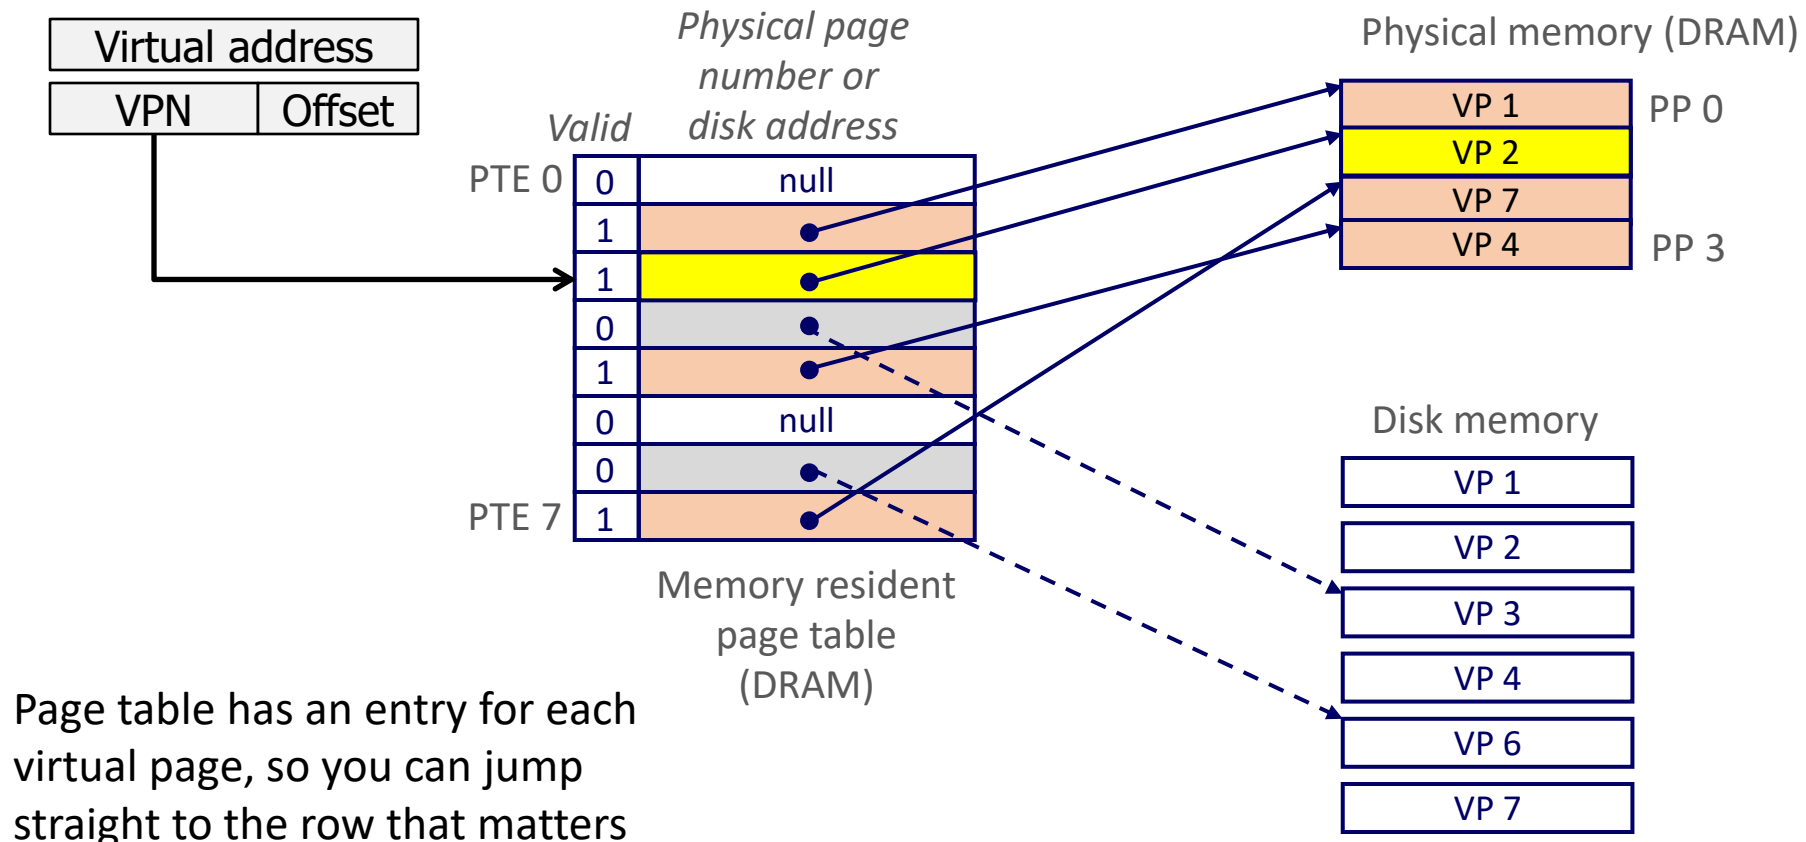 Virtual address
VPN Offset
Physical page
number or
disk address
Valid
PTE 0
0 null
1
1
0
1
0 null
0
PTE 7
1
Memory resident
page table
(DRAM)
Physical memory (DRAM)
VP 1 PP 0
VP 2
VP 7
VP 4 PP 3
Disk memory
VP 1
VP 2
VP 3
VP 4
VP 6
VP 7
Page table has an entry for each
virtual page, so you can jump
straight to the row that matters